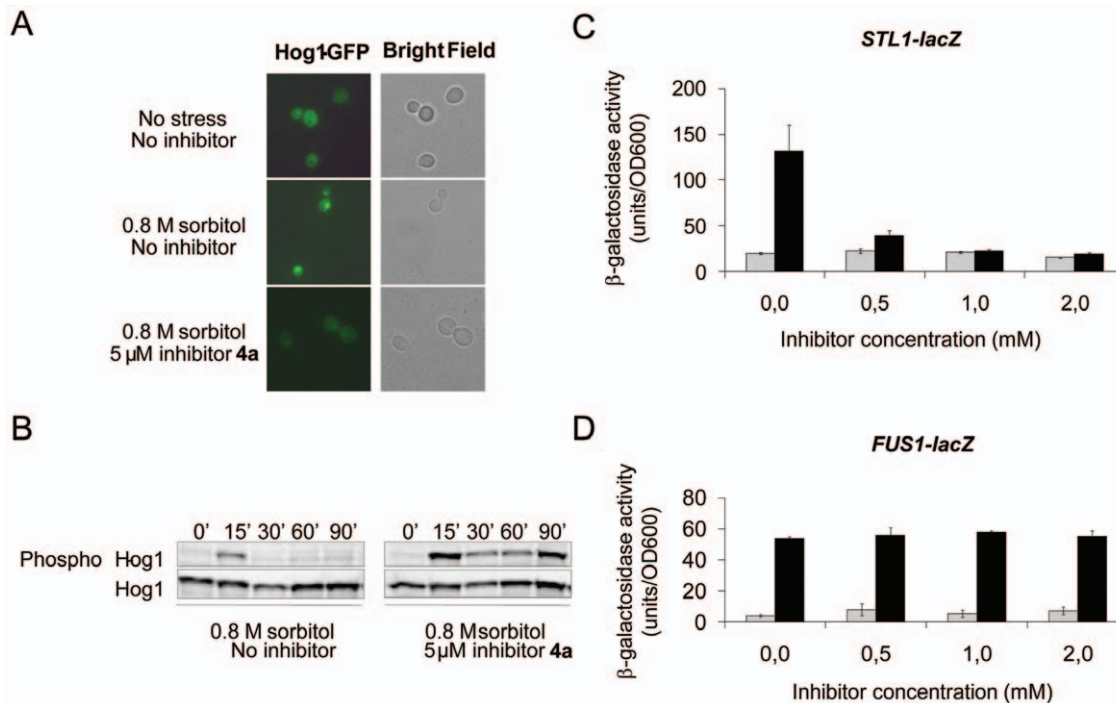 A
Hog1-GFP Bright Field
No stress
No inhibitor
0.8 M sorbitol
No inhibitor
0.8 M sorbitol
5 µM inhibitor 4a
B
0' 15' 30' 60' 90' 0' 15' 30' 60' 90'
Phospho Hog1
Hog1
0.8 M sorbitol
No inhibitor
0.8 M sorbitol
5µM inhibitor 4a
C
STL1-lacZ
β-galactosidase activity
(units/OD600)
200
150
100
50
0
0,0 0,5 1,0 2,0
Inhibitor concentration (mM)
D
FUS1-lacZ
β-galactosidase activity
(units/OD600)
80
60
40
20
0
0,0 0,5 1,0 2,0
Inhibitor concentration (mM)